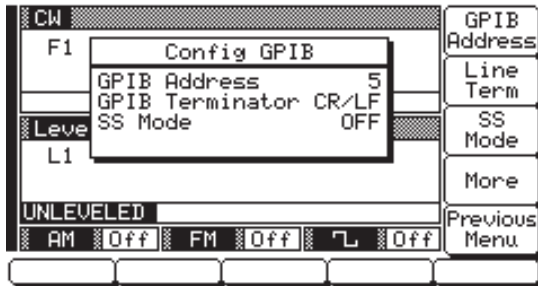 CW
F1
Config GPIB
GPIB Address 5
GPIB Terminator CR/LF
SS Mode OFF
Leve
L1
UNLEVELED
AM Off FM Off Off
GPIB
Address
Line
Term
SS
Mode
More
Previous
Menu